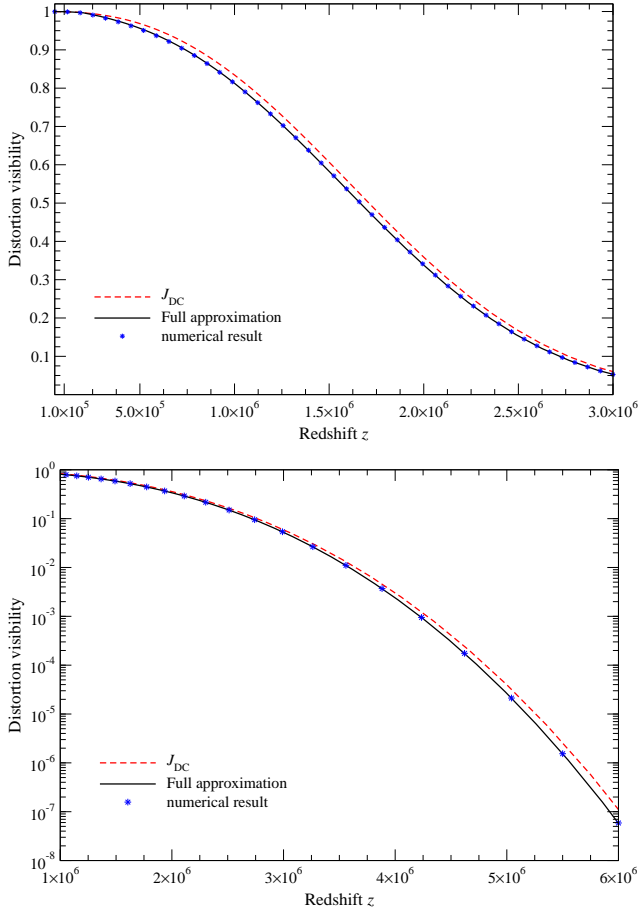 1
0.9
0.8
0.7
0.6
0.5
0.4
0.3
0.2
0.1
Distortion visibility
J_DC
Full approximation
numerical result
1.0×10^5 5.0×10^5 1.0×10^6 1.5×10^6 2.0×10^6 2.5×10^6 3.0×10^6
Redshift z
10^0
10^-1
10^-2
10^-3
10^-4
10^-5
10^-6
10^-7
10^-8
Distortion visibility
J_DC
Full approximation
numerical result
1×10^6 2×10^6 3×10^6 4×10^6 5×10^6 6×10^6
Redshift z